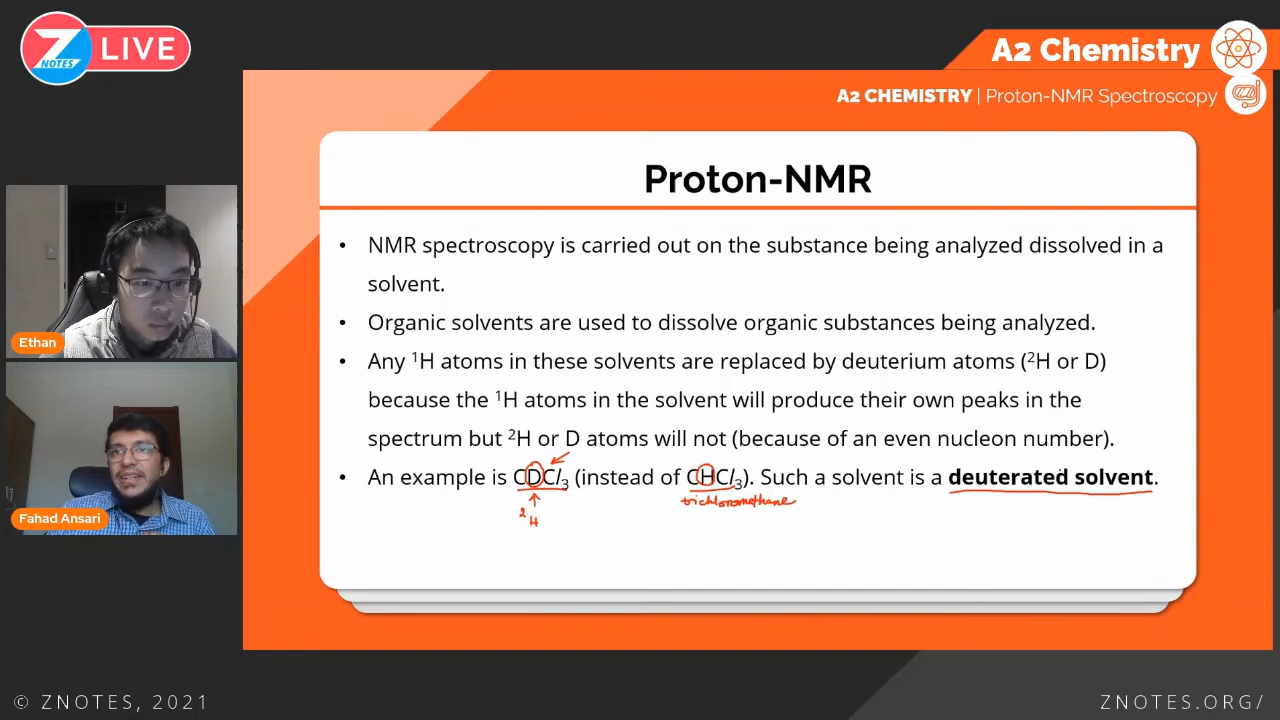 Z NOTES LIVE
A2 Chemistry
A2 CHEMISTRY | Proton-NMR Spectroscopy
Proton-NMR
• NMR spectroscopy is carried out on the substance being analyzed dissolved in a
solvent.
• Organic solvents are used to dissolve organic substances being analyzed.
• Any ¹H atoms in these solvents are replaced by deuterium atoms (²H or D)
because the ¹H atoms in the solvent will produce their own peaks in the
spectrum but ²H or D atoms will not (because of an even nucleon number).
• An example is CDCl₃ (instead of CHCl₃). Such a solvent is a deuterated solvent.
trichloromethane
²H
Ethan
Fahad Ansari
© ZNOTES, 2021
ZNOTES.ORG/